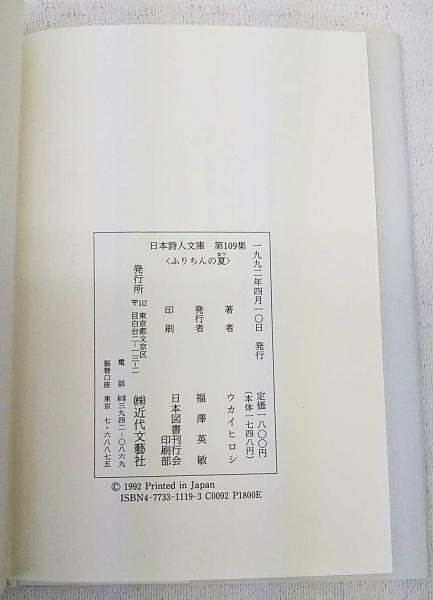 日本詩人文庫 第109集
〈ふりちんの夏〉
なつ
一九九二年四月一〇日 発行
定価一八〇〇円
(本体一七四八円)
著者 ウカイヒロシ
発行者 福澤英敏
印刷 日本図書刊行会印刷部
発行所 ㈱近代文藝社
〒112 東京都文京区
目白台二-一三-二
電話 (03)三九四二-〇八六九
振替口座 東京 七-六八八七五
© 1992 Printed in Japan
ISBN4-7733-1119-3 C0092 P1800E